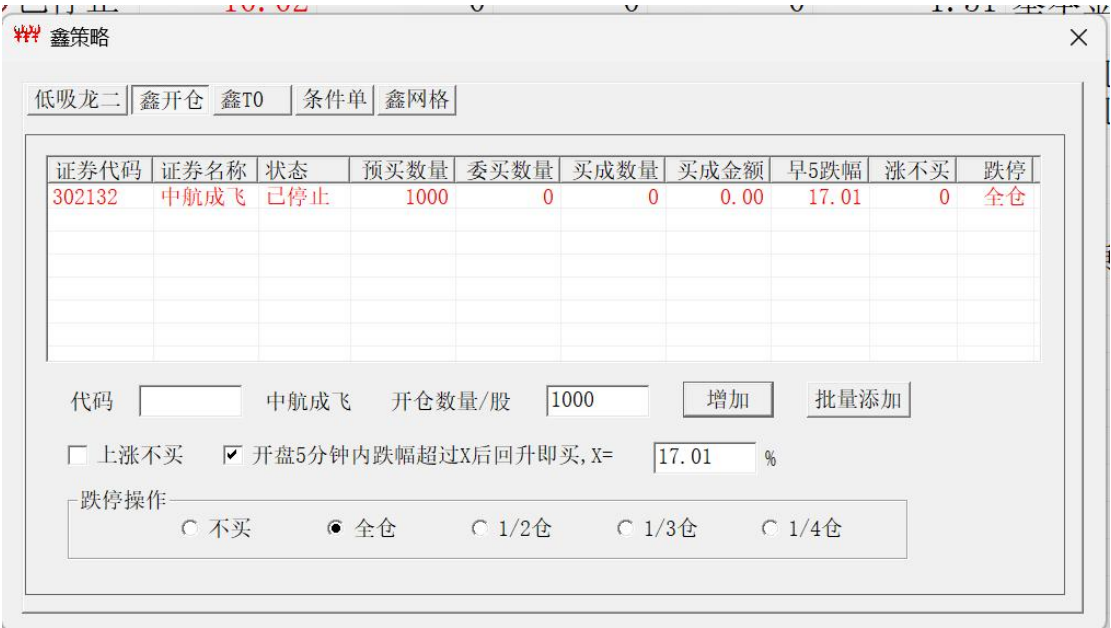 鑫策略
低吸龙二 鑫开仓 鑫T0 条件单 鑫网格
证券代码 证券名称 状态 预买数量 委买数量 买成数量 买成金额 早5跌幅 涨不买 跌停
302132 中航成飞 已停止 1000 0 0 0.00 17.01 0 全仓
代码 中航成飞 开仓数量/股 1000 增加 批量添加
上涨不买 开盘5分钟内跌幅超过X后回升即买,X= 17.01 %
跌停操作
不买 全仓 1/2仓 1/3仓 1/4仓